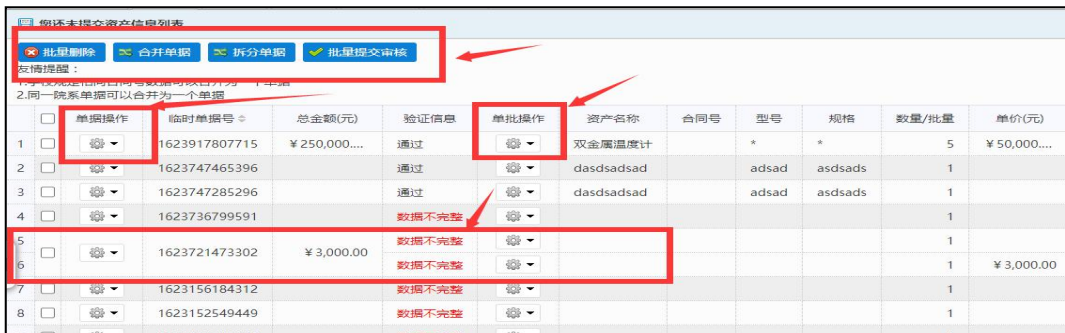 您还未提交资产信息列表
批量删除 合并单据 拆分单据 批量提交审核
友情提醒：
2.同一院系单据可以合并为一个单据
单据操作 临时单据号 总金额(元) 验证信息 单批操作 资产名称 合同号 型号 规格 数量/批量 单价(元)
1 1623917807715 ¥250,000.... 通过 双金属温度计 * * 5 ¥50,000....
2 1623747465396 通过 dasdsadsad adsad asdsads 1
3 1623747285296 通过 dasdsadsad adsad asdsads 1
4 1623736799591 数据不完整 1
5 数据不完整 1
1623721473302 ¥3,000.00
6 数据不完整 1 ¥3,000.00
7 1623156184312 数据不完整 1
8 1623152549449 数据不完整 1